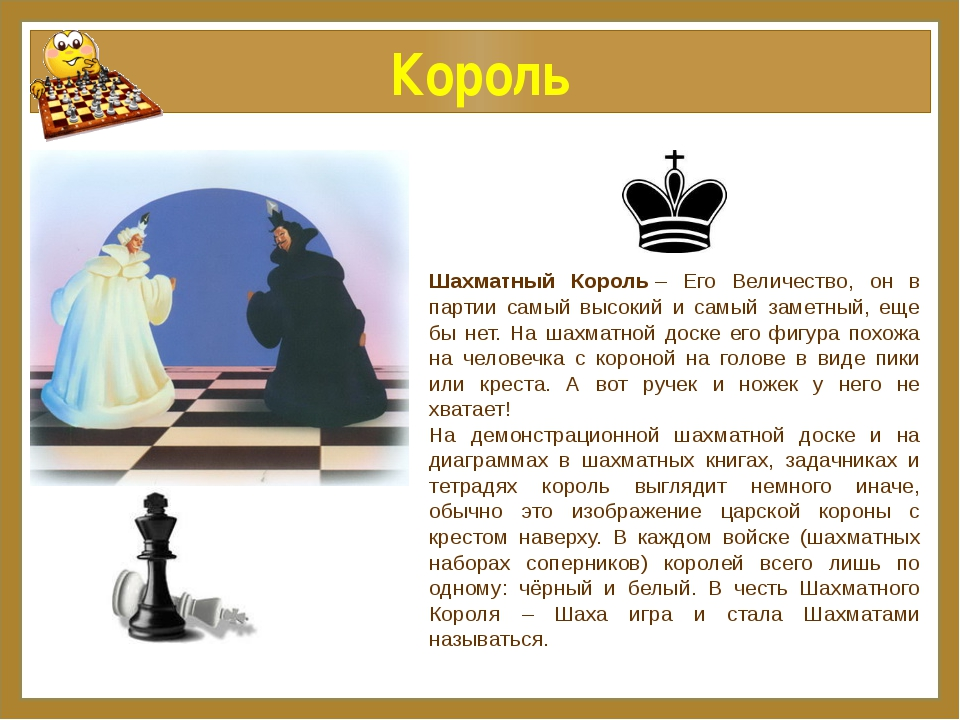 Король
Шахматный Король – Его Величество, он в
партии самый высокий и самый заметный, еще
бы нет. На шахматной доске его фигура похожа
на человечка с короной на голове в виде пики
или креста. А вот ручек и ножек у него не
хватает!
На демонстрационной шахматной доске и на
диаграммах в шахматных книгах, задачниках и
тетрадях король выглядит немного иначе,
обычно это изображение царской короны с
крестом наверху. В каждом войске (шахматных
наборах соперников) королей всего лишь по
одному: чёрный и белый. В честь Шахматного
Короля – Шаха игра и стала Шахматами
называться.